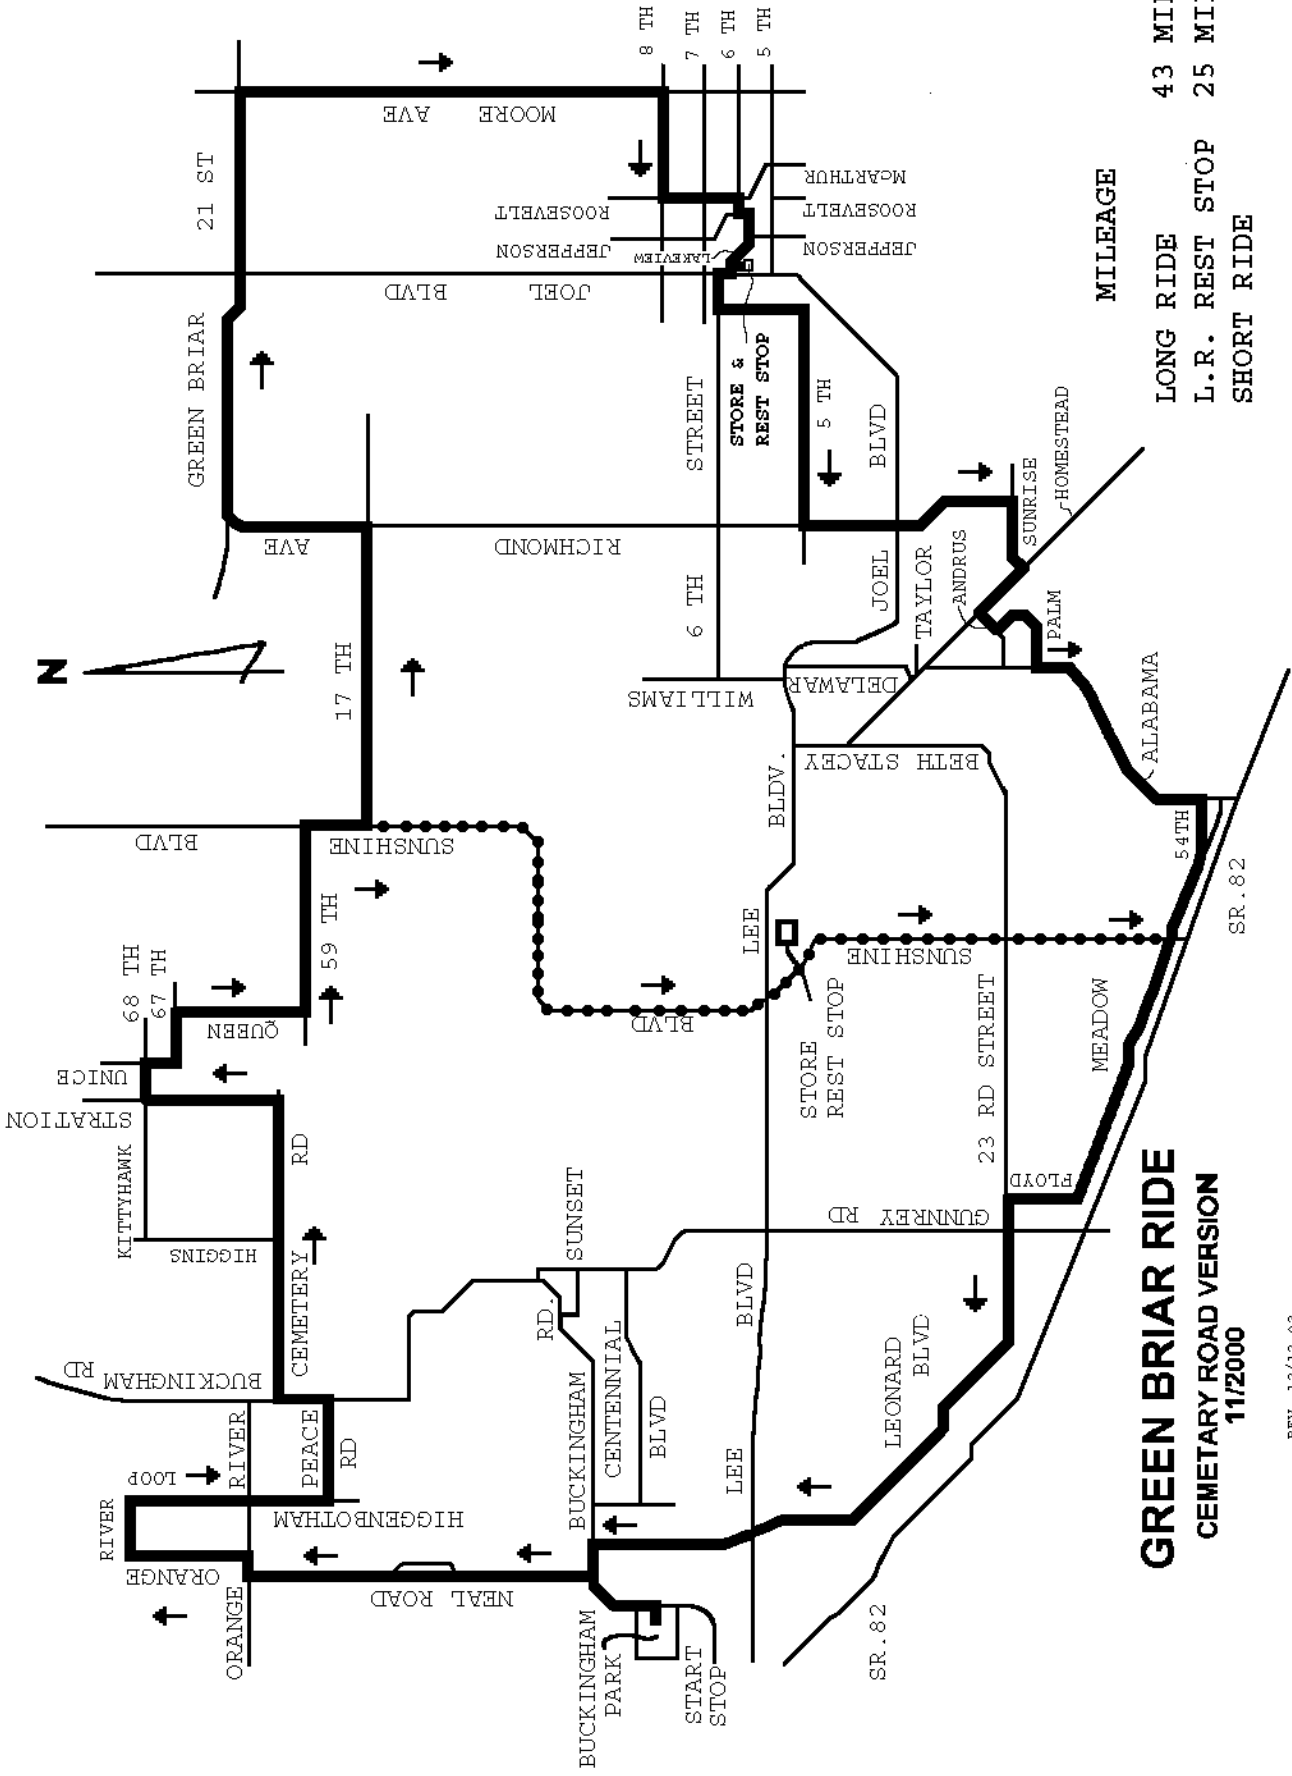 N
8 TH
7 TH
6 TH
5 TH
21 ST
MOORE AVE
ROOSEVELT
JEFFERSON
LAKEVIEW
McARTHUR
ROOSEVELT
JEFFERSON
JOEL BLVD
GREEN BRIAR
STORE &
REST STOP
STREET
5 TH
BLVD
RICHMOND AVE
6 TH
JOEL
17 TH
WILLIAMS
DELAWAR
TAYLOR
ANDRUS
SUNRISE
HOMESTEAD
PALM
ALABAMA
54TH
SR.82
BETH STACEY
BLDV.
LEE
SUNSHINE
BLVD
59 TH
68 TH
67 TH
QUEEN
UNICE
STRATION
KITTYHAWK
HIGGINS
CEMETERY
RD
SUNSHINE
BLVD
STORE
REST STOP
23 RD STREET
MEADOW
FLOYD
GUNNREY RD
SUNSET
BUCKINGHAM
RD.
CENTENNIAL
BLVD
LEE
BLVD
LEONARD
BLVD
BUCKINGHAM RD
RIVER
PEACE
RD
LOOP
RIVER
HIGGENBOTHAM
ORANGE
ORANGE
NEAL ROAD
BUCKINGHAM
PARK
START
STOP
SR.82
MILEAGE
LONG RIDE 43
L.R. REST STOP 25
SHORT RIDE
GREEN BRIAR RIDE
CEMETARY ROAD VERSION
11/2000